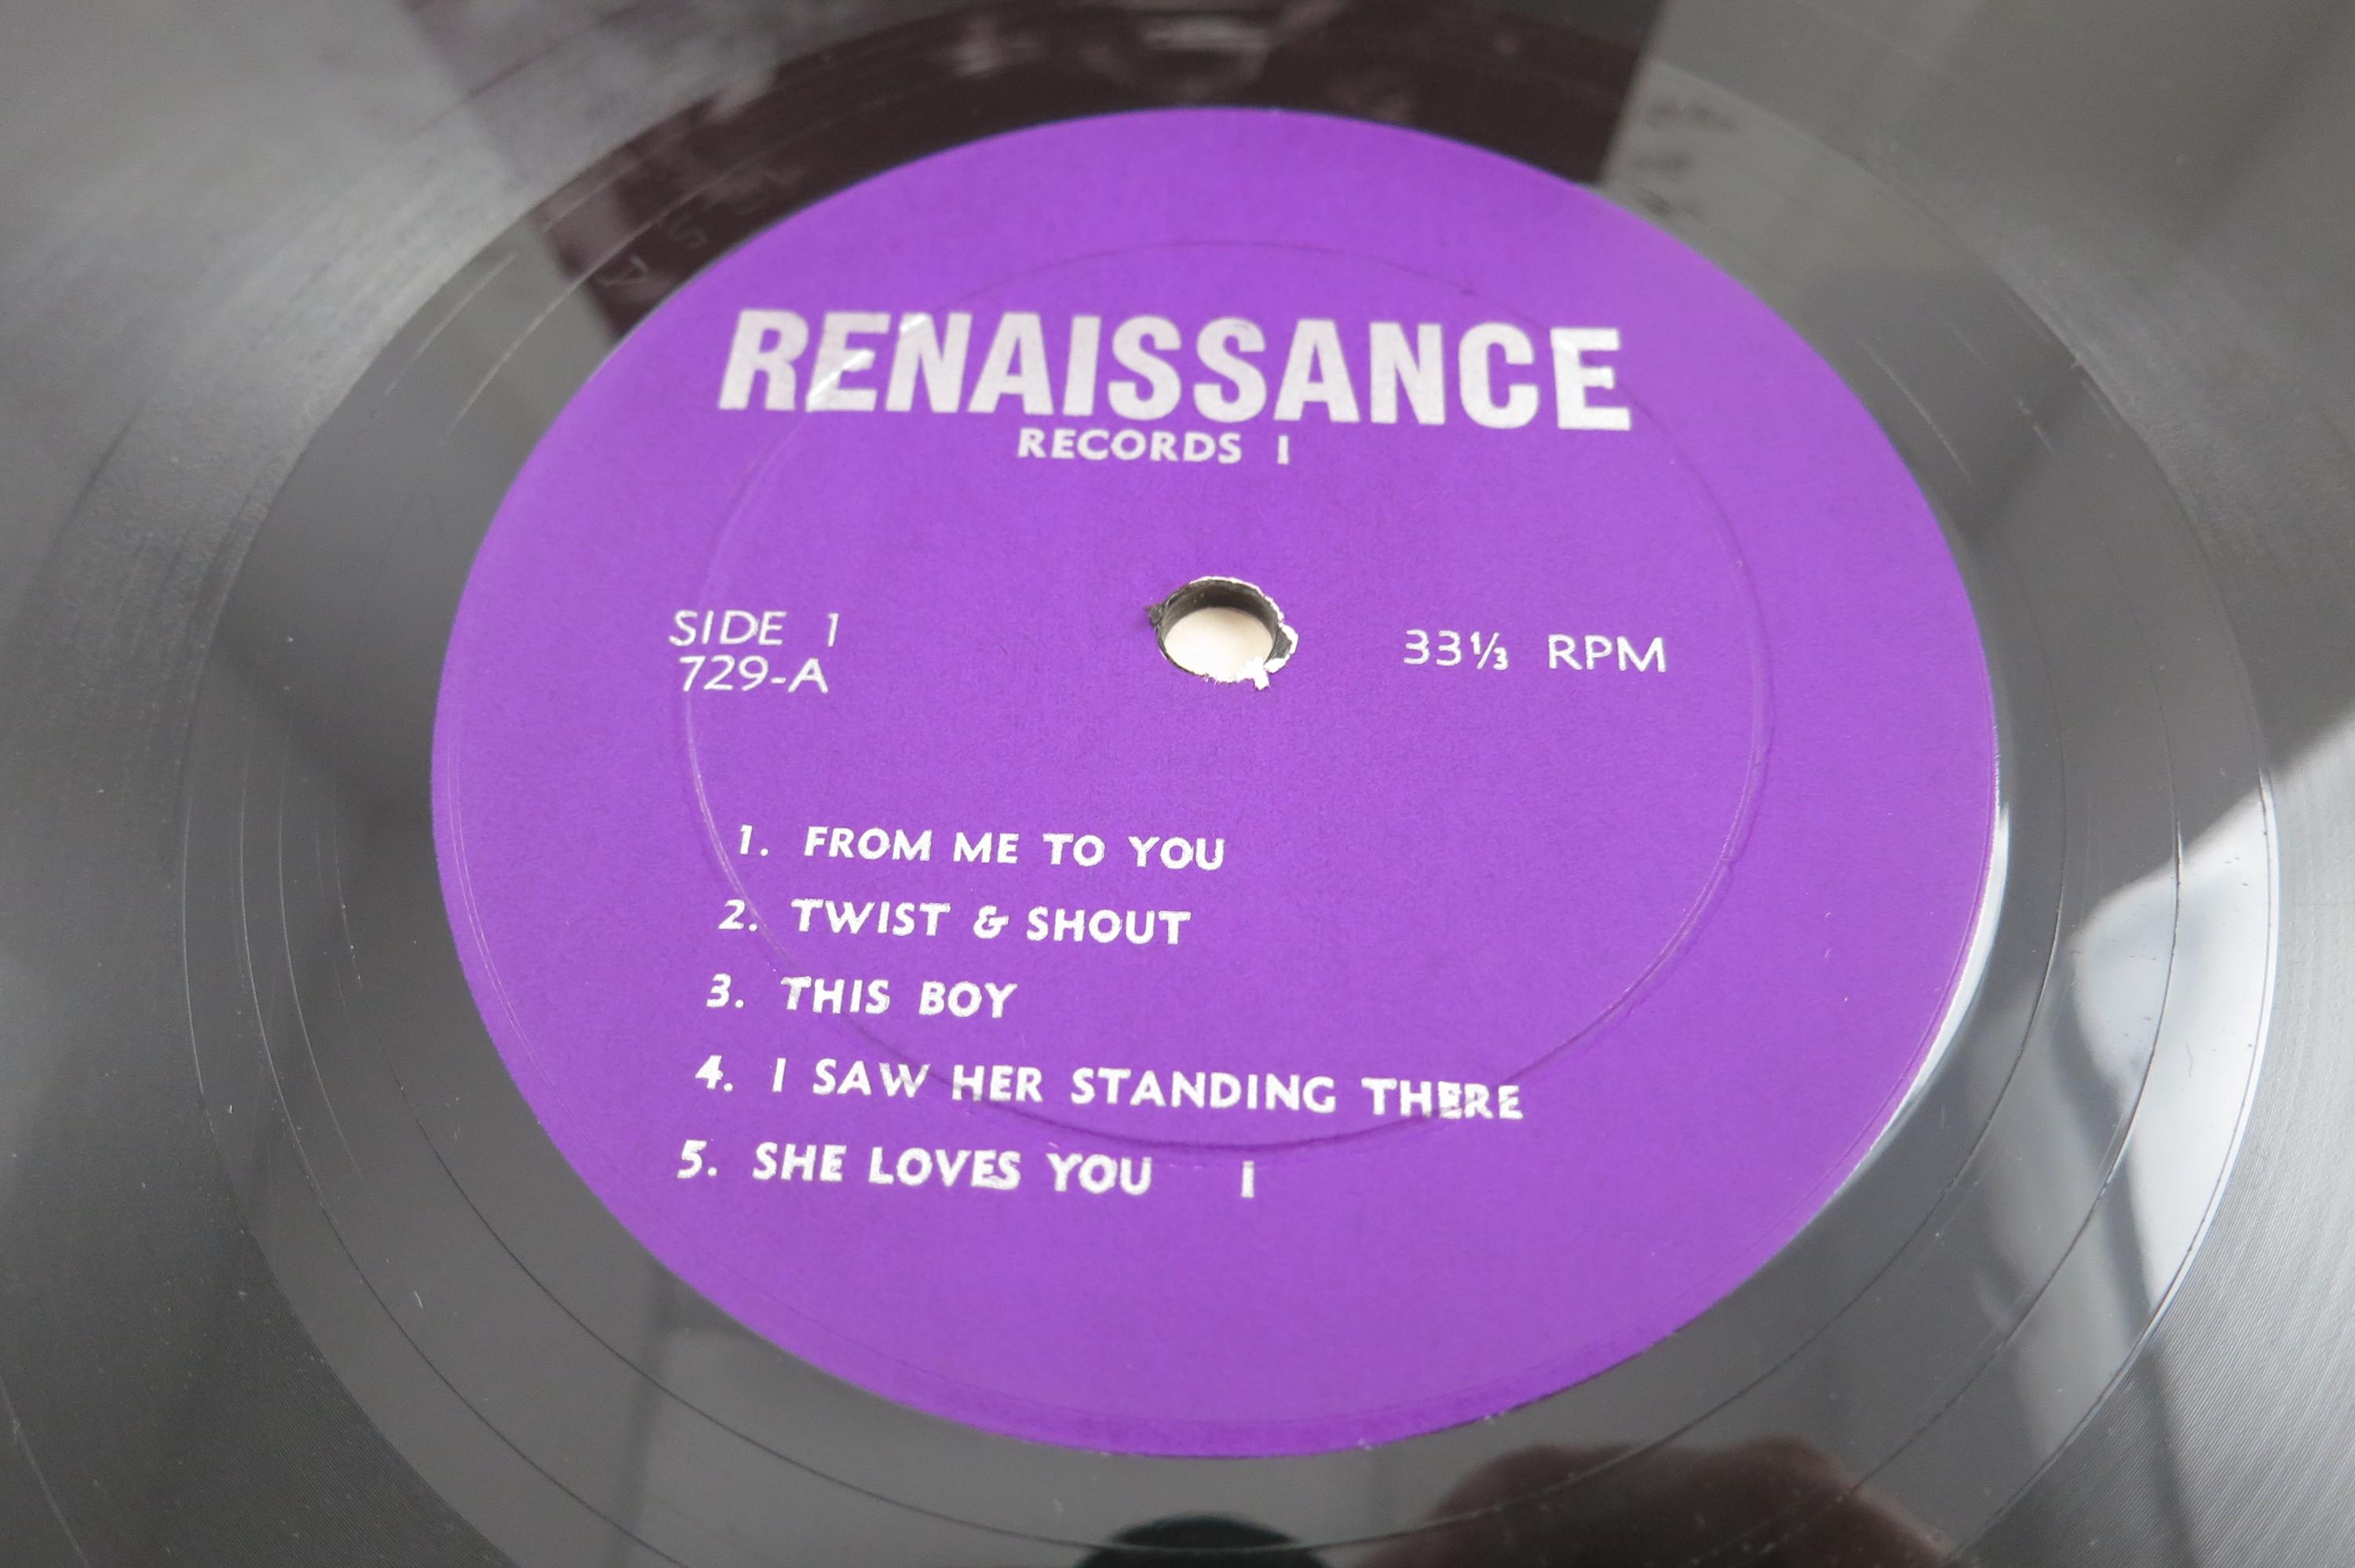 RENAISSANCE
RECORDS I
SIDE 1
729-A
33⅓ RPM
1. FROM ME TO YOU
2. TWIST & SHOUT
3. THIS BOY
4. I SAW HER STANDING THERE
5. SHE LOVES YOU I